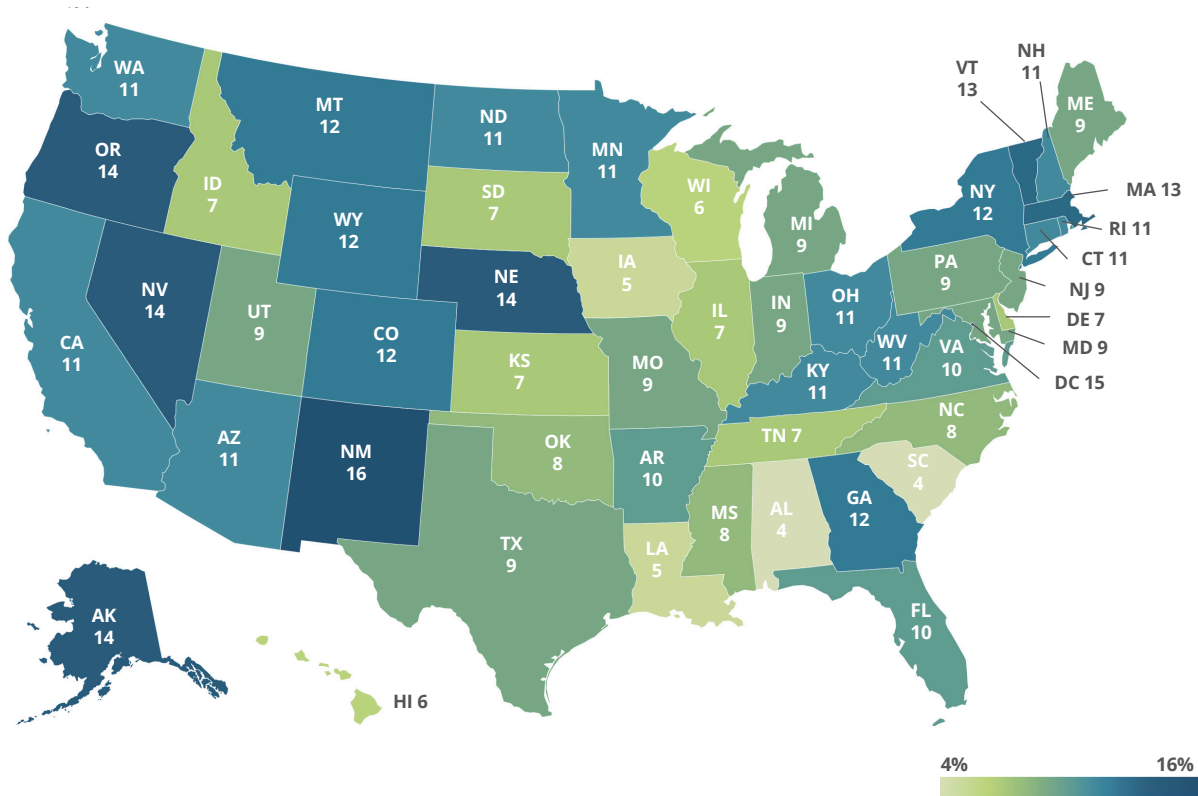 WA
11
OR
14
CA
11
NV
14
ID
7
MT
12
WY
12
UT
9
AZ
11
CO
12
NM
16
ND
11
SD
7
NE
14
KS
7
OK
8
TX
9
MN
11
IA
5
MO
9
AR
10
LA
5
WI
6
IL
7
MI
9
IN
9
OH
11
KY
11
TN 7
MS
8
AL
4
GA
12
FL
10
SC
4
NC
8
VA
10
WV
11
PA
9
NY
12
VT
13
NH
11
ME
9
MA 13
RI 11
CT 11
NJ 9
DE 7
MD 9
DC 15
AK
14
HI 6
4% 16%